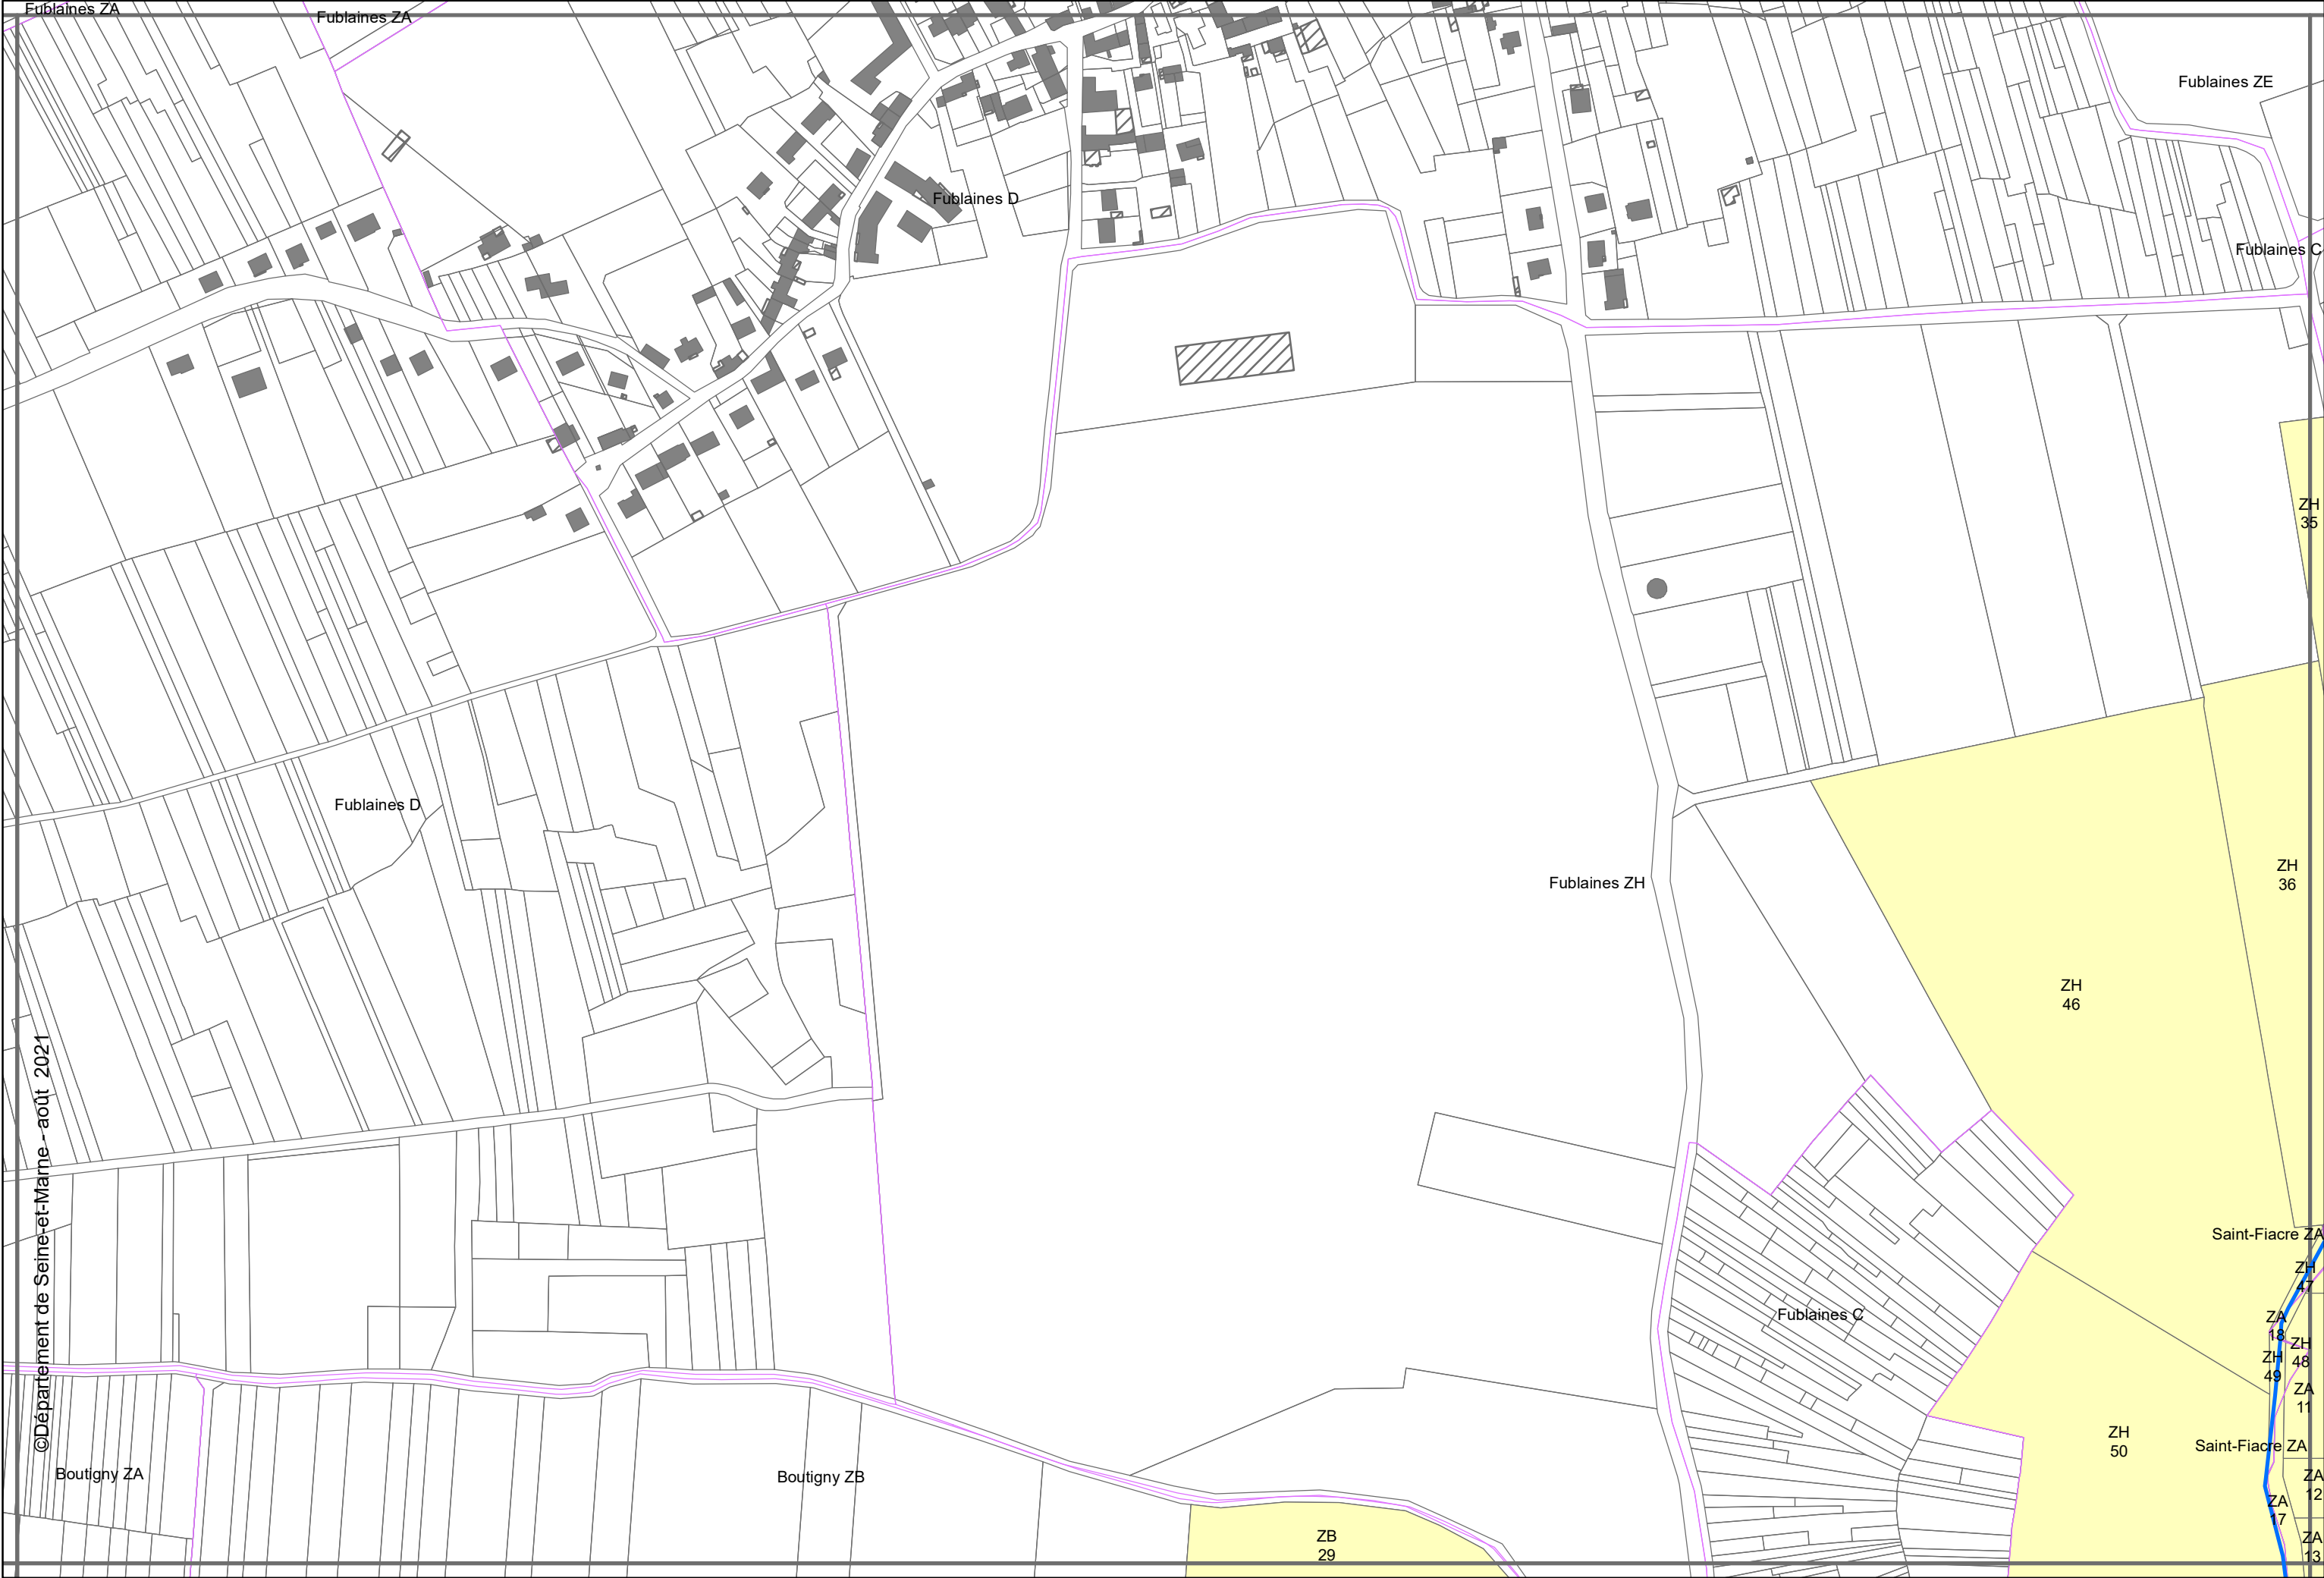 Fublaines ZA
Fublaines ZA
Fublaines ZE
Fublaines D
Fublaines C
ZH
35
Fublaines D
Fublaines ZH
ZH
36
ZH
46
©Département de Seine-et-Marne - août 2021
Saint-Fiacre ZA
ZH
47
Fublaines C
ZA
18
ZH
48
ZH
49
ZA
11
ZH
50
Saint-Fiacre ZA
Boutigny ZA
Boutigny ZB
ZA
12
ZA
17
ZB
29
ZA
13